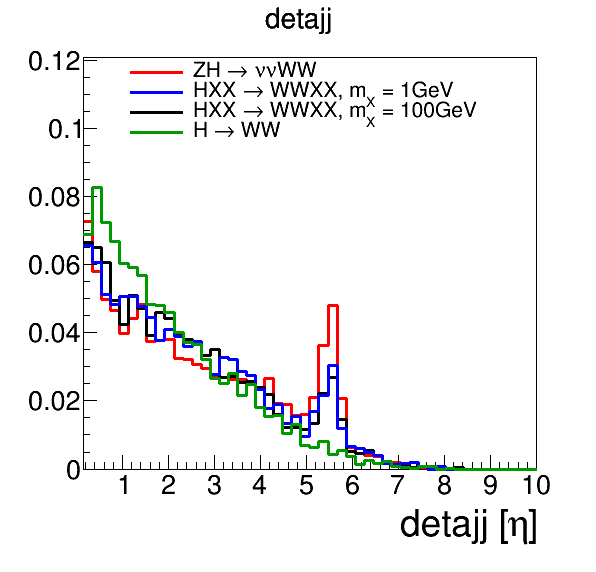 detajj
0.12
0.1
0.08
0.06
0.04
0.02
0
ZH → ννWW
HXX → WWXX, mX = 1GeV
HXX → WWXX, mX = 100GeV
H → WW
1 2 3 4 5 6 7 8 9 10
detajj [η]